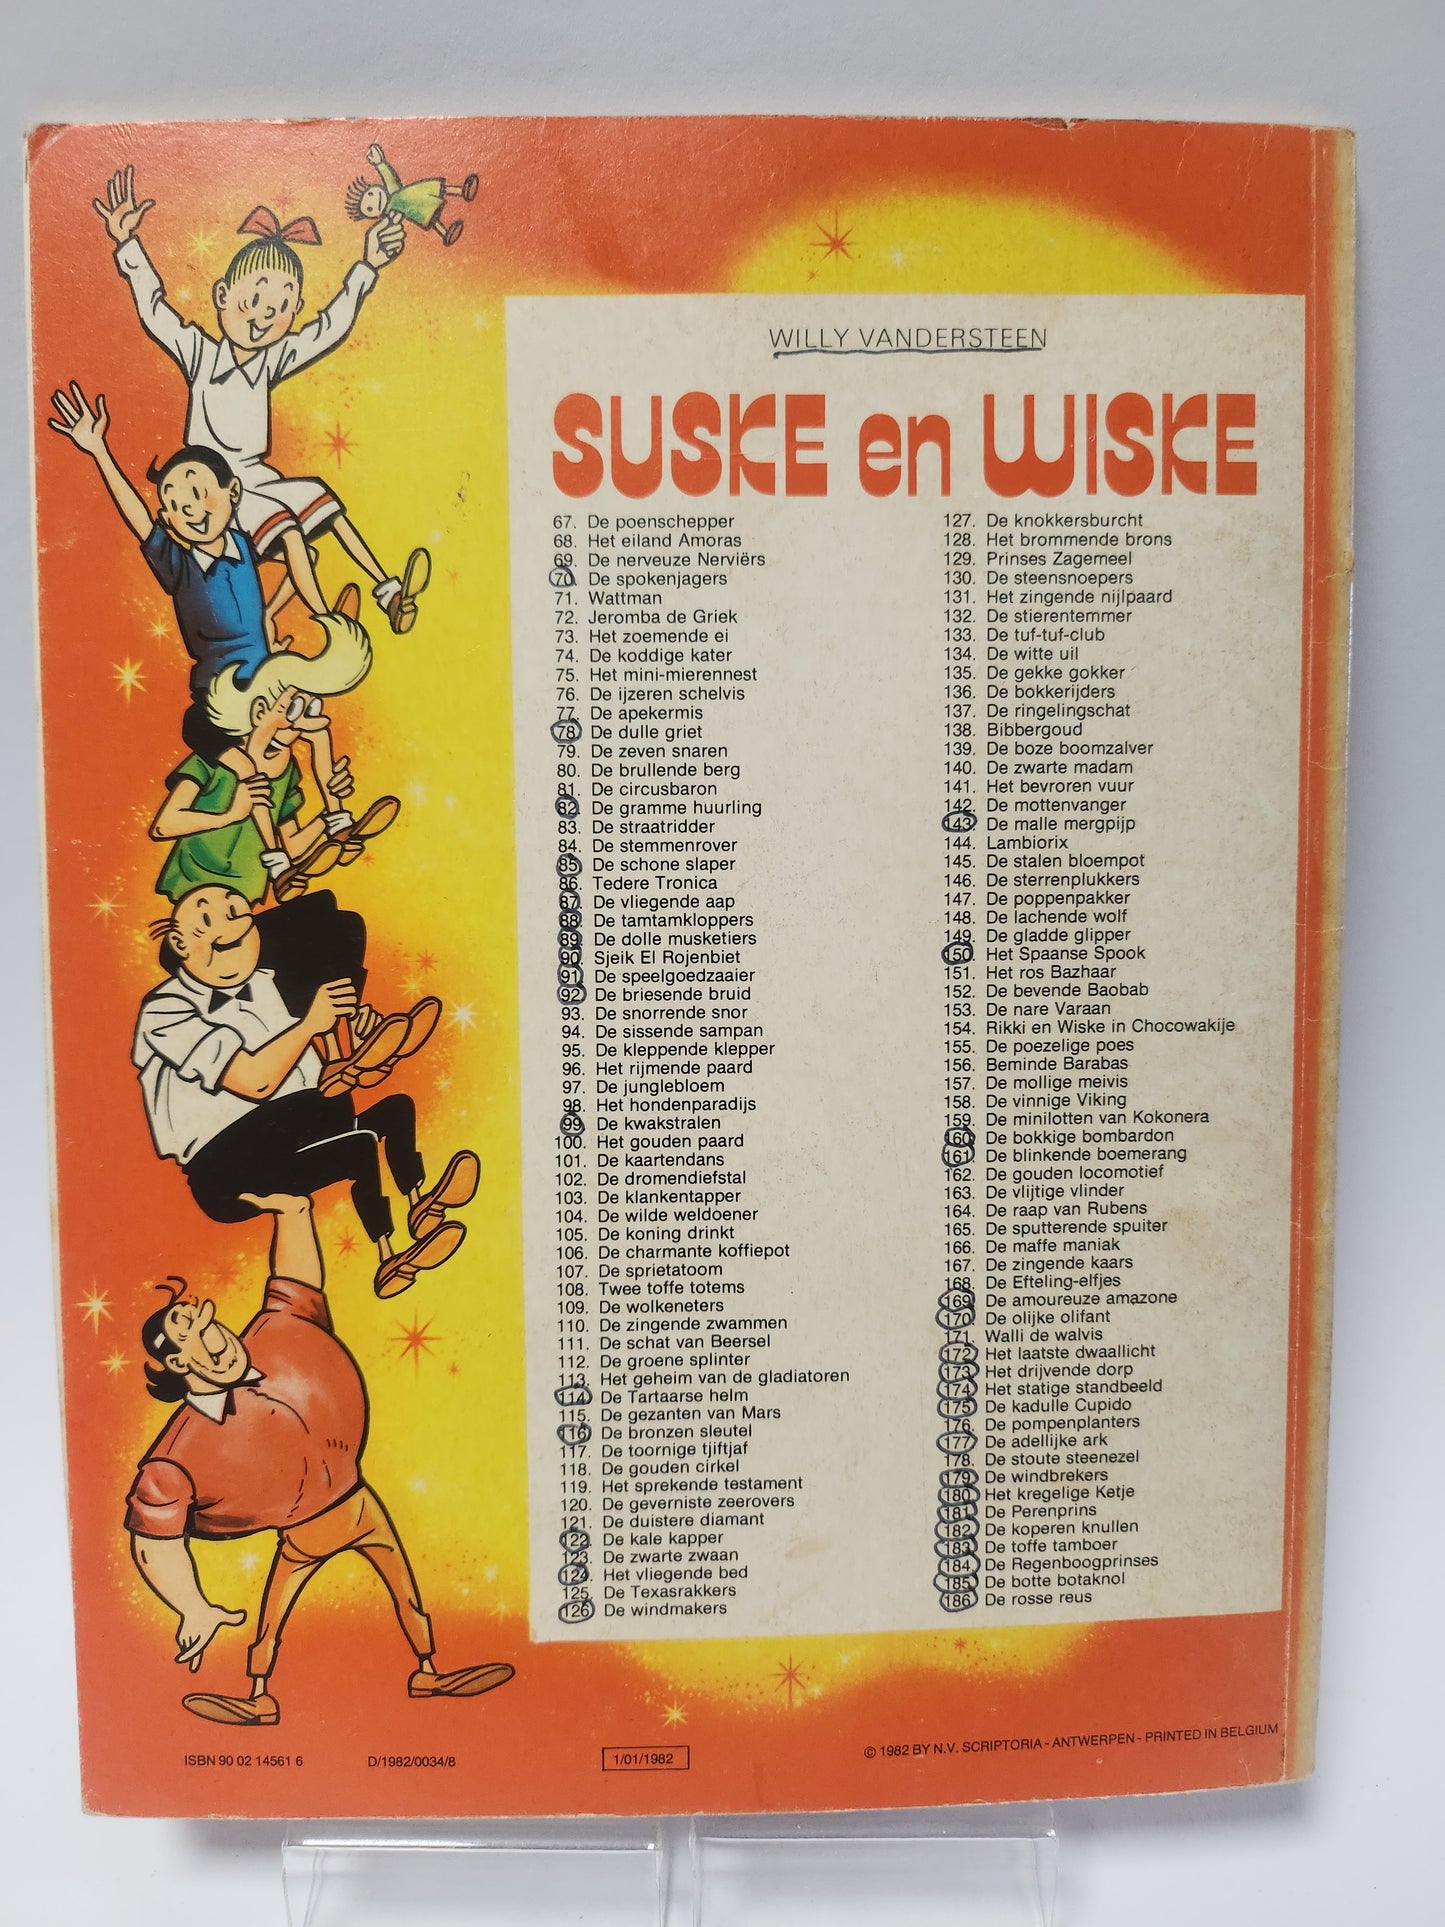 WILLY VANDERSTEEN
SUSKE en WISKE
67. De poenschepper
68. Het eiland Amoras
69. De nerveuze Nerviërs
70. De spokenjagers
71. Wattman
72. Jeromba de Griek
73. Het zoemende ei
74. De koddige kater
75. Het mini-mierennest
76. De ijzeren schelvis
77. De apekermis
78. De dulle griet
79. De zeven snaren
80. De brullende berg
81. De circusbaron
82. De gramme huurling
83. De straatridder
84. De stemmenrover
85. De schone slaper
86. Tedere Tronica
87. De vliegende aap
88. De tamtamkloppers
89. De dolle musketiers
90. Sjeik El Rojenbiet
91. De speelgoedzaaier
92. De briesende bruid
93. De snorrende snor
94. De sissende sampan
95. De kleppende klepper
96. Het rijmende paard
97. De junglebloem
98. Het hondenparadijs
99. De kwakstralen
100. Het gouden paard
101. De kaartendans
102. De dromendiefstal
103. De klankentapper
104. De wilde weldoener
105. De koning drinkt
106. De charmante koffiepot
107. De sprietatoom
108. Twee toffe totems
109. De wolkeneters
110. De zingende zwammen
111. De schat van Beersel
112. De groene splinter
113. Het geheim van de gladiatoren
114. De Tartaarse helm
115. De gezanten van Mars
116. De bronzen sleutel
117. De toornige tjiftjaf
118. De gouden cirkel
119. Het sprekende testament
120. De geverniste zeerovers
121. De duistere diamant
122. De kale kapper
123. De zwarte zwaan
124. Het vliegende bed
125. De Texasrakkers
126. De windmakers
127. De knokkersburcht
128. Het brommende brons
129. Prinses Zagemeel
130. De steensnoepers
131. Het zingende nijlpaard
132. De stierentemmer
133. De tuf-tuf-club
134. De witte uil
135. De gekke gokker
136. De bokkerijders
137. De ringelingschat
138. Bibbergoud
139. De boze boomzalver
140. De zwarte madam
141. Het bevroren vuur
142. De mottenvanger
143. De malle mergpijp
144. Lambiorix
145. De stalen bloempot
146. De sterrenplukkers
147. De poppenpakker
148. De lachende wolf
149. De gladde glipper
150. Het Spaanse Spook
151. Het ros Bazhaar
152. De bevende Baobab
153. De nare Varaan
154. Rikki en Wiske in Chocowakije
155. De poezelige poes
156. Beminde Barabas
157. De mollige meivis
158. De vinnige Viking
159. De minilotten van Kokonera
160. De bokkige bombardon
161. De blinkende boemerang
162. De gouden locomotief
163. De vlijtige vlinder
164. De raap van Rubens
165. De sputterende spuiter
166. De maffe maniak
167. De zingende kaars
168. De Efteling-elfjes
169. De amoureuze amazone
170. De olijke olifant
171. Walli de walvis
172. Het laatste dwaallicht
173. Het drijvende dorp
174. Het statige standbeeld
175. De kadulle Cupido
176. De pompenplanters
177. De adellijke ark
178. De stoute steenezel
179. De windbrekers
180. Het kregelige Ketje
181. De Perenprins
182. De koperen knullen
183. De toffe tamboer
184. De Regenboogprinses
185. De botte botaknol
186. De rosse reus
ISBN 90 02 14561 6 D/1982/0034/8 1/01/1982 © 1982 BY N.V. SCRIPTORIA - ANTWERPEN - PRINTED IN BELGIUM